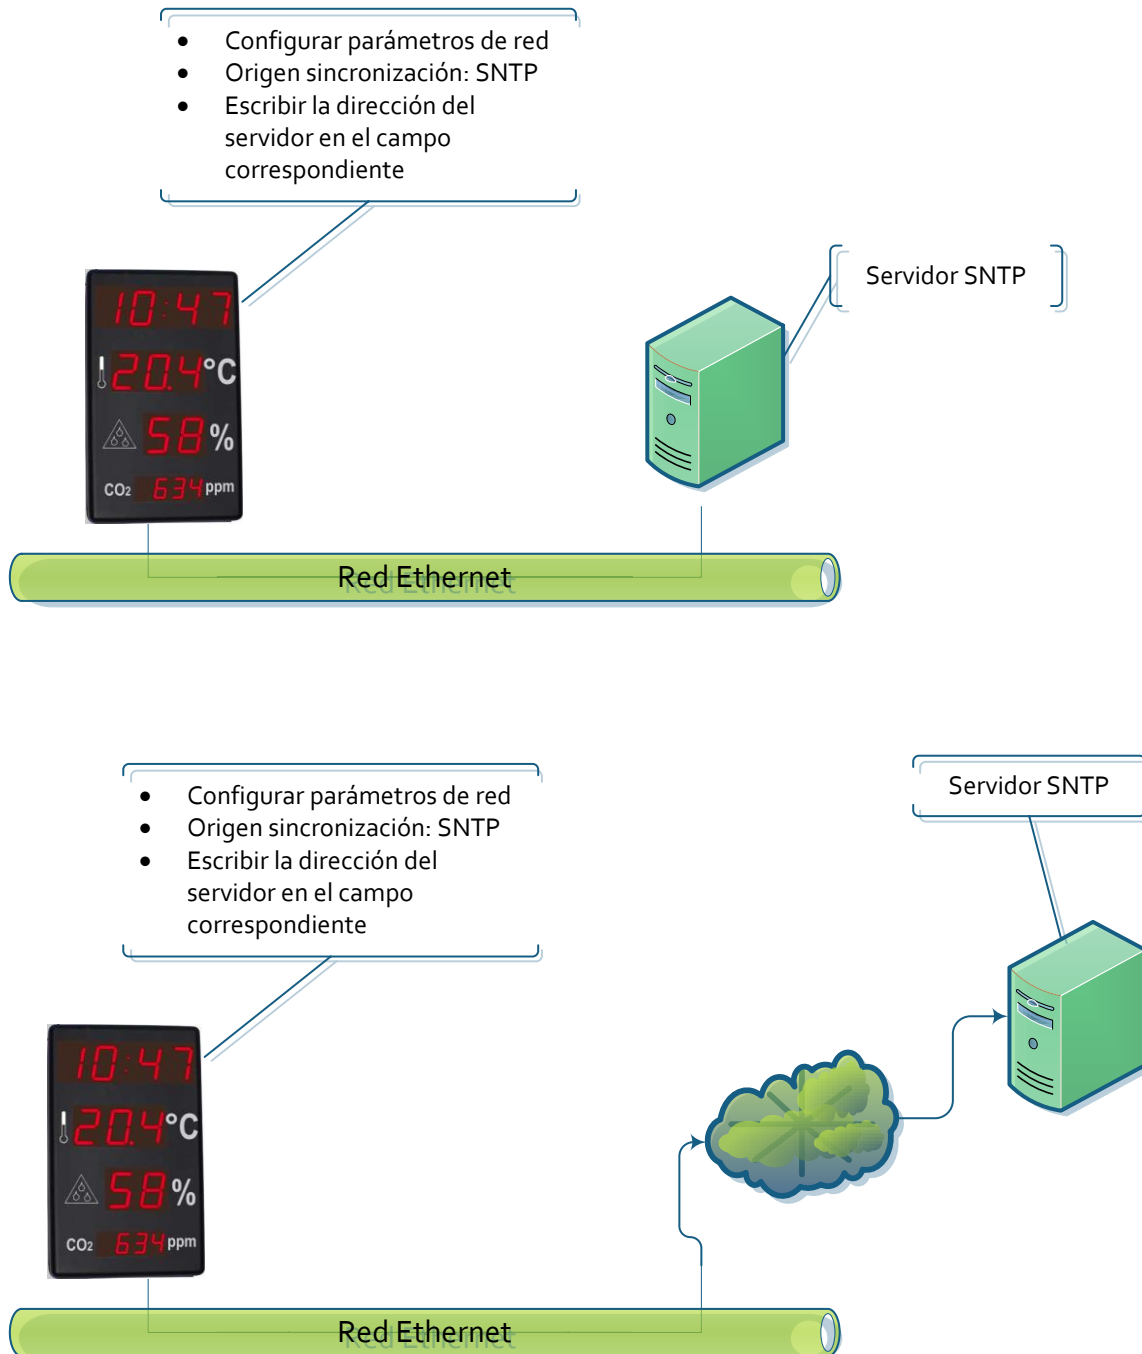 • Configurar parámetros de red
• Origen sincronización: SNTP
• Escribir la dirección del
servidor en el campo
correspondiente
Servidor SNTP
10:47
20.4°C
58%
CO2 634 ppm
Red Ethernet
• Configurar parámetros de red
• Origen sincronización: SNTP
• Escribir la dirección del
servidor en el campo
correspondiente
Servidor SNTP
10:47
20.4°C
58%
CO2 634 ppm
Red Ethernet